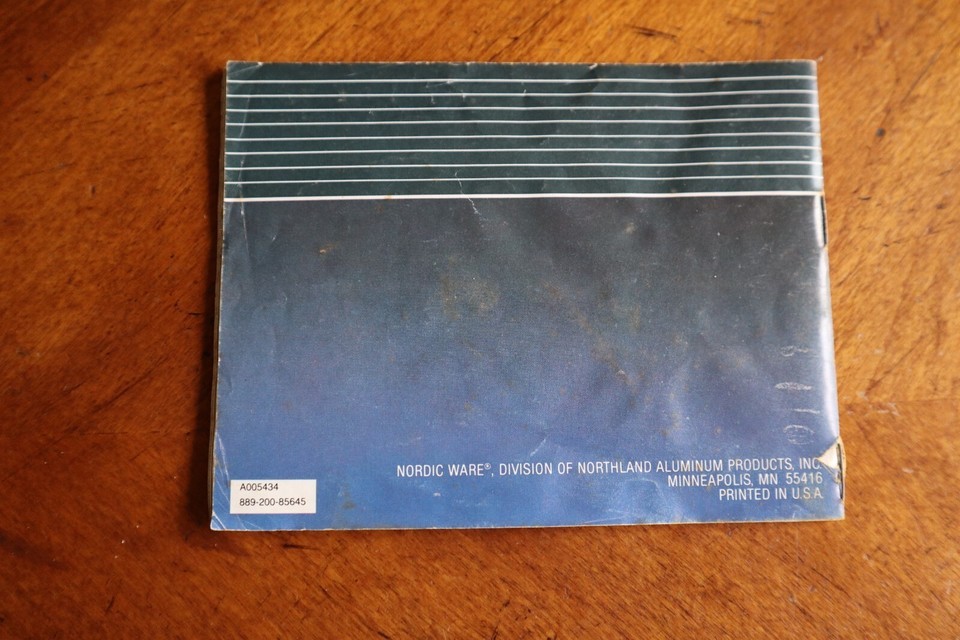 NORDIC WARE®, DIVISION OF NORTHLAND ALUMINUM PRODUCTS, INC.
MINNEAPOLIS, MN 55416
PRINTED IN U.S.A.
A005434
889-200-85645